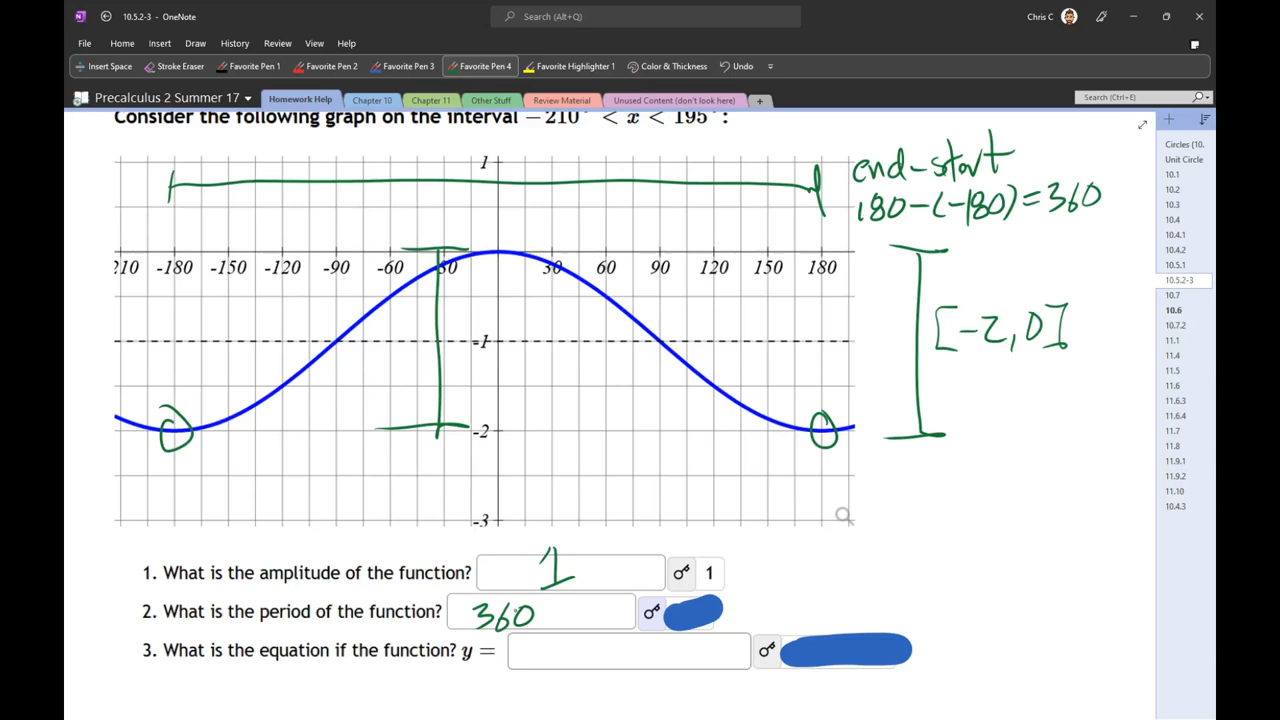 10.5.2-3 - OneNote
Search (Alt+Q)
Chris C
File Home Insert Draw History Review View Help
Insert Space Stroke Eraser Favorite Pen 1 Favorite Pen 2 Favorite Pen 3 Favorite Pen 4 Favorite Highlighter 1 Color & Thickness Undo
Precalculus 2 Summer 17 Homework Help Chapter 10 Chapter 11 Other Stuff Review Material Unused Content (don't look here)
Search (Ctrl+E)
Consider the following graph on the interval −210° < x < 195°:
1
210 -180 -150 -120 -90 -60 30 30 60 90 120 150 180
-1
-2
-3
end-start
180-(-180)=360
[-2,0]
1. What is the amplitude of the function? 1 1
2. What is the period of the function? 360
3. What is the equation if the function? y =
Circles (10.
Unit Circle
10.1
10.2
10.3
10.4
10.4.1
10.4.2
10.5.1
10.5.2-3
10.7
10.6
10.7.2
11.1
11.4
11.5
11.6
11.6.3
11.6.4
11.7
11.8
11.9.1
11.9.2
11.10
10.4.3